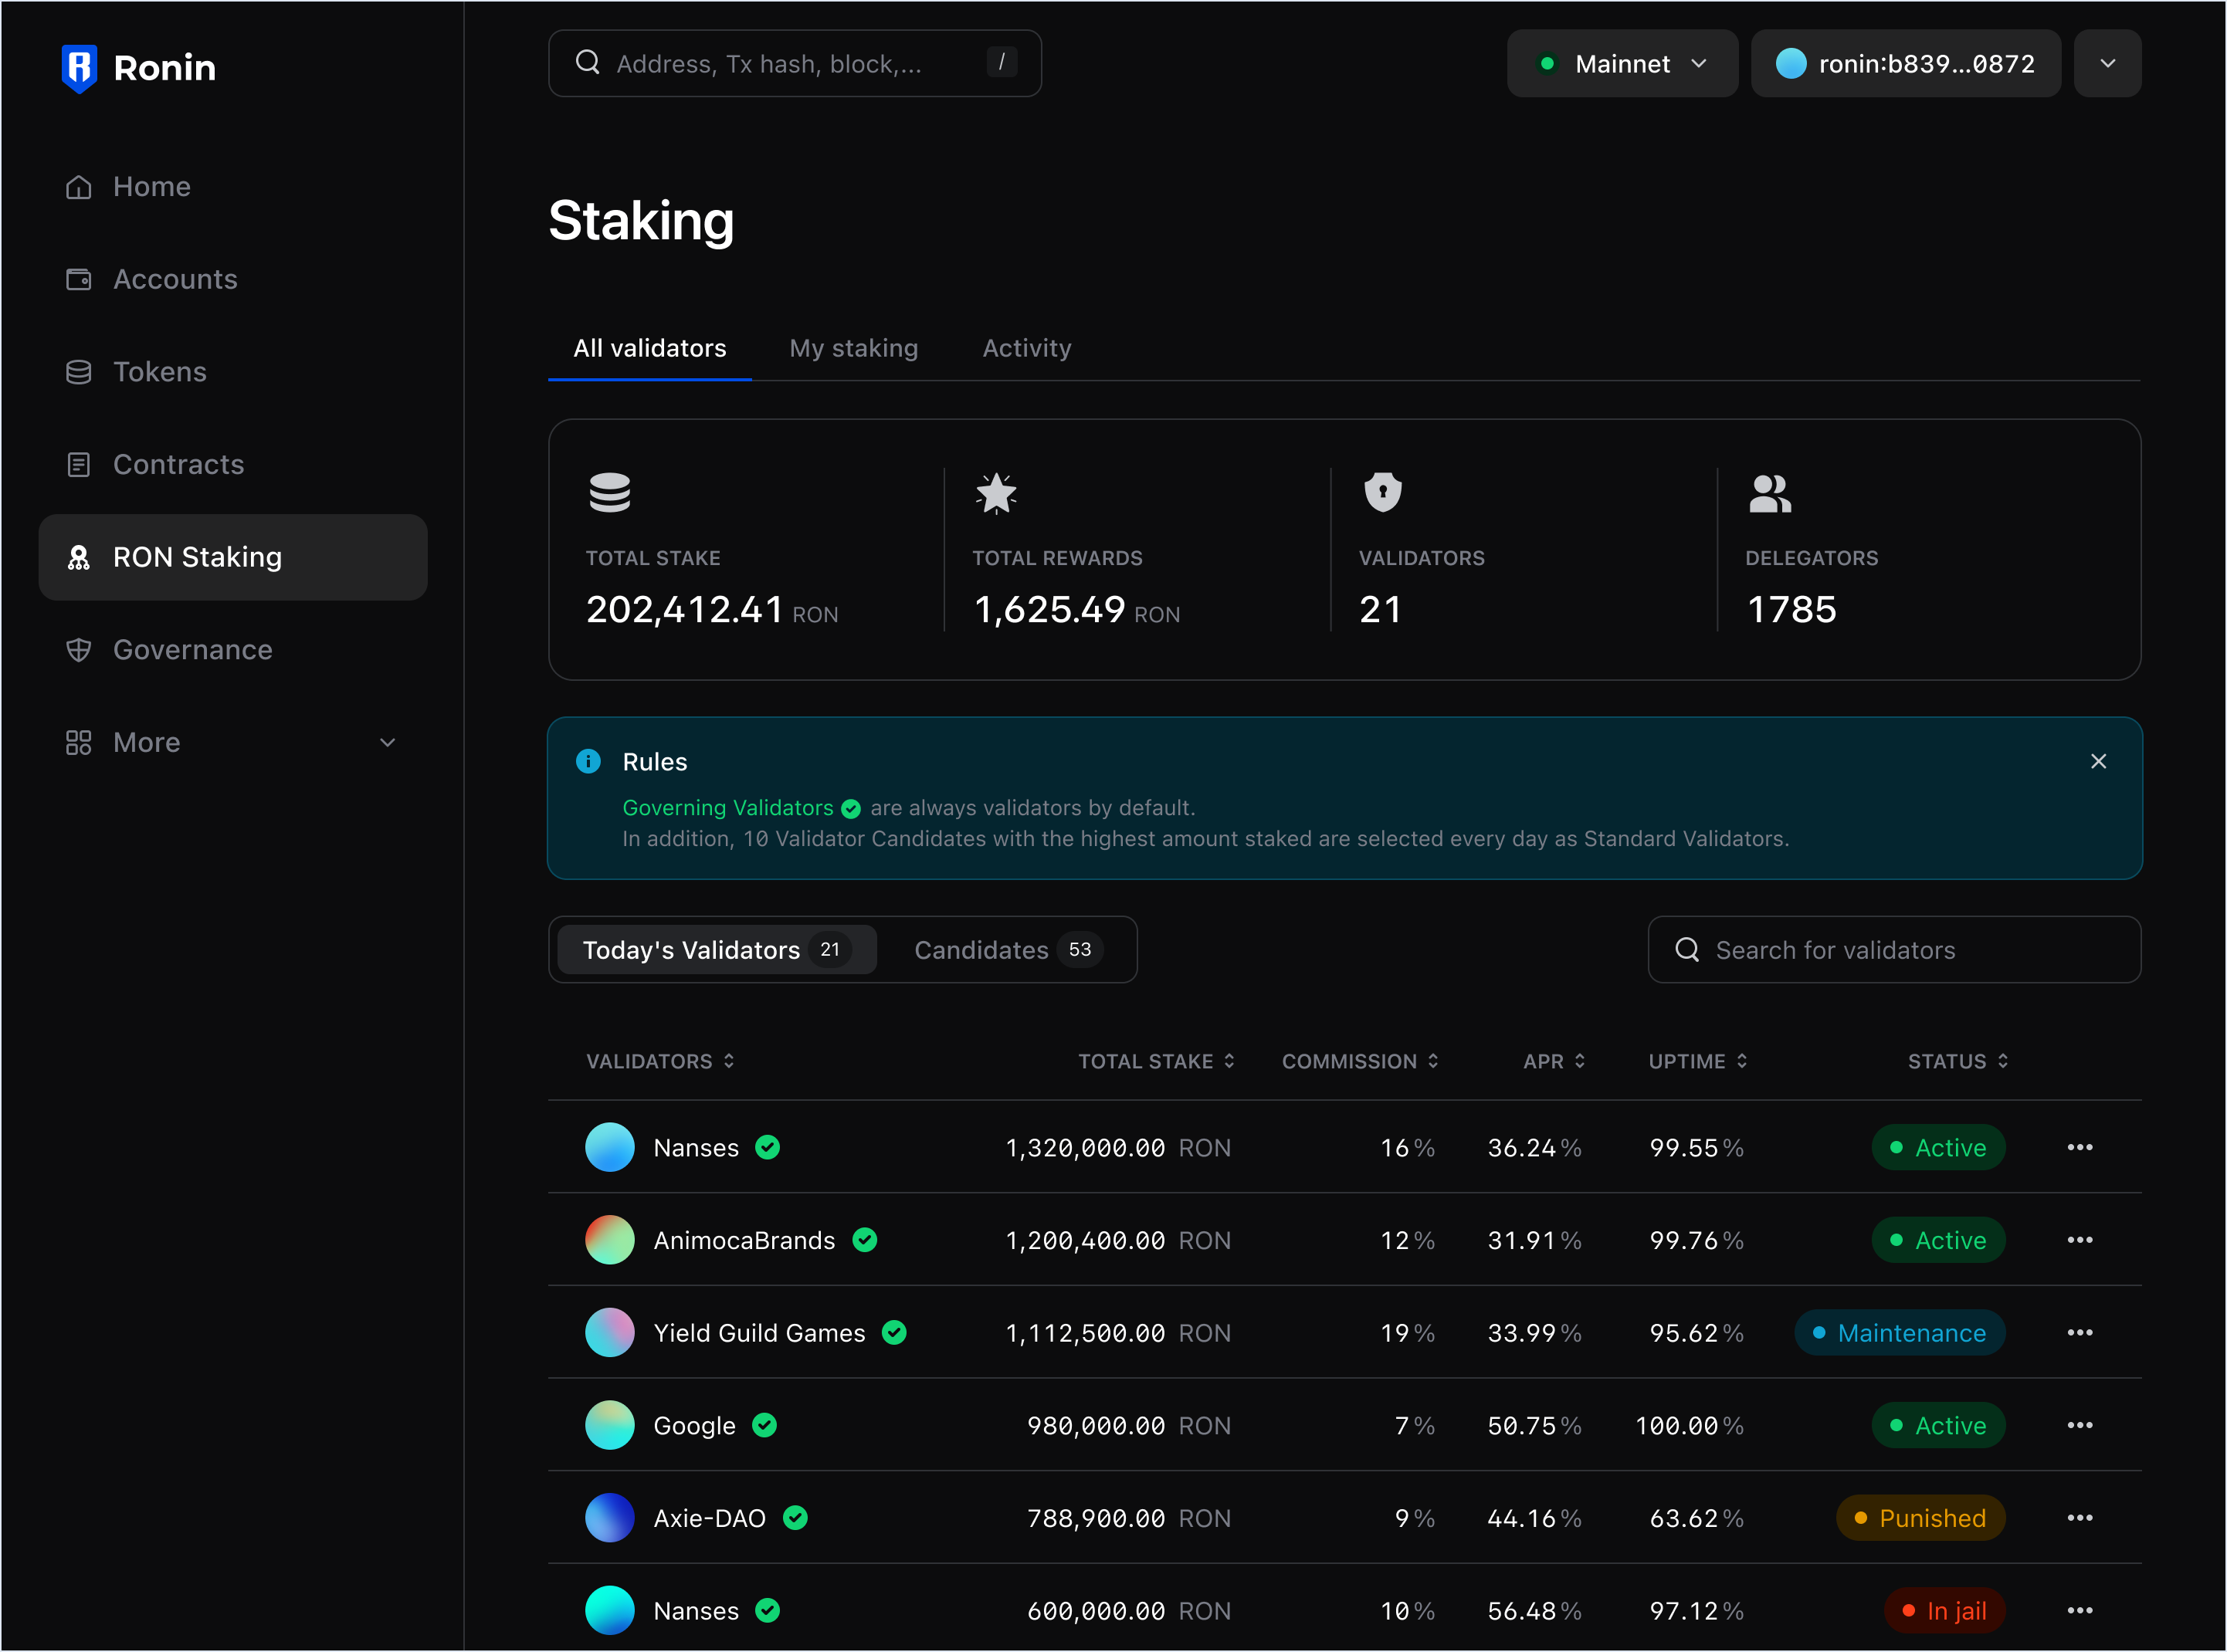 Ronin
Address, Tx hash, block,...
/
Mainnet
ronin:b839...0872
Home
Accounts
Tokens
Contracts
RON Staking
Governance
More
Staking
All validators
My staking
Activity
TOTAL STAKE
202,412.41 RON
TOTAL REWARDS
1,625.49 RON
VALIDATORS
21
DELEGATORS
1785
Rules
Governing Validators are always validators by default.
In addition, 10 Validator Candidates with the highest amount staked are selected every day as Standard Validators.
Today's Validators 21
Candidates 53
Search for validators
VALIDATORS TOTAL STAKE COMMISSION APR UPTIME STATUS
Nanses 1,320,000.00 RON 16% 36.24% 99.55% Active
AnimocaBrands 1,200,400.00 RON 12% 31.91% 99.76% Active
Yield Guild Games 1,112,500.00 RON 19% 33.99% 95.62% Maintenance
Google 980,000.00 RON 7% 50.75% 100.00% Active
Axie-DAO 788,900.00 RON 9% 44.16% 63.62% Punished
Nanses 600,000.00 RON 10% 56.48% 97.12% In jail